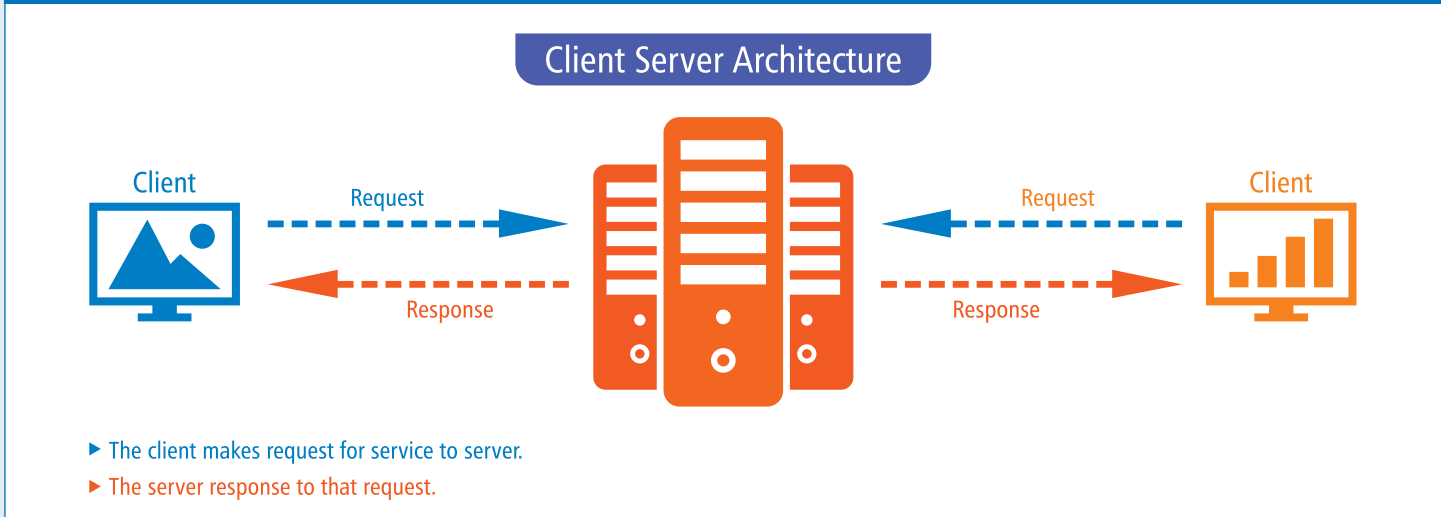 Client Server Architecture
Client
Request
Response
Request
Response
Client
The client makes request for service to server.
The server response to that request.